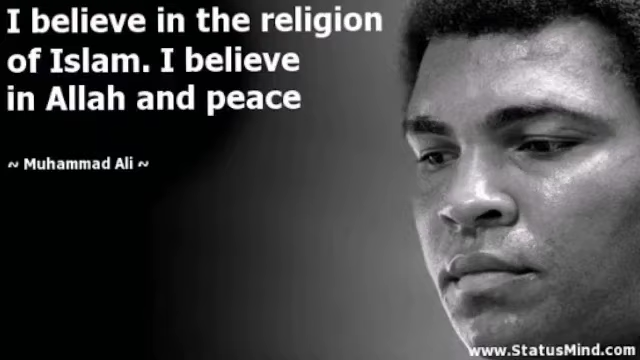 I believe in the religion
of Islam. I believe
in Allah and peace
~ Muhammad Ali ~
www.StatusMind.com